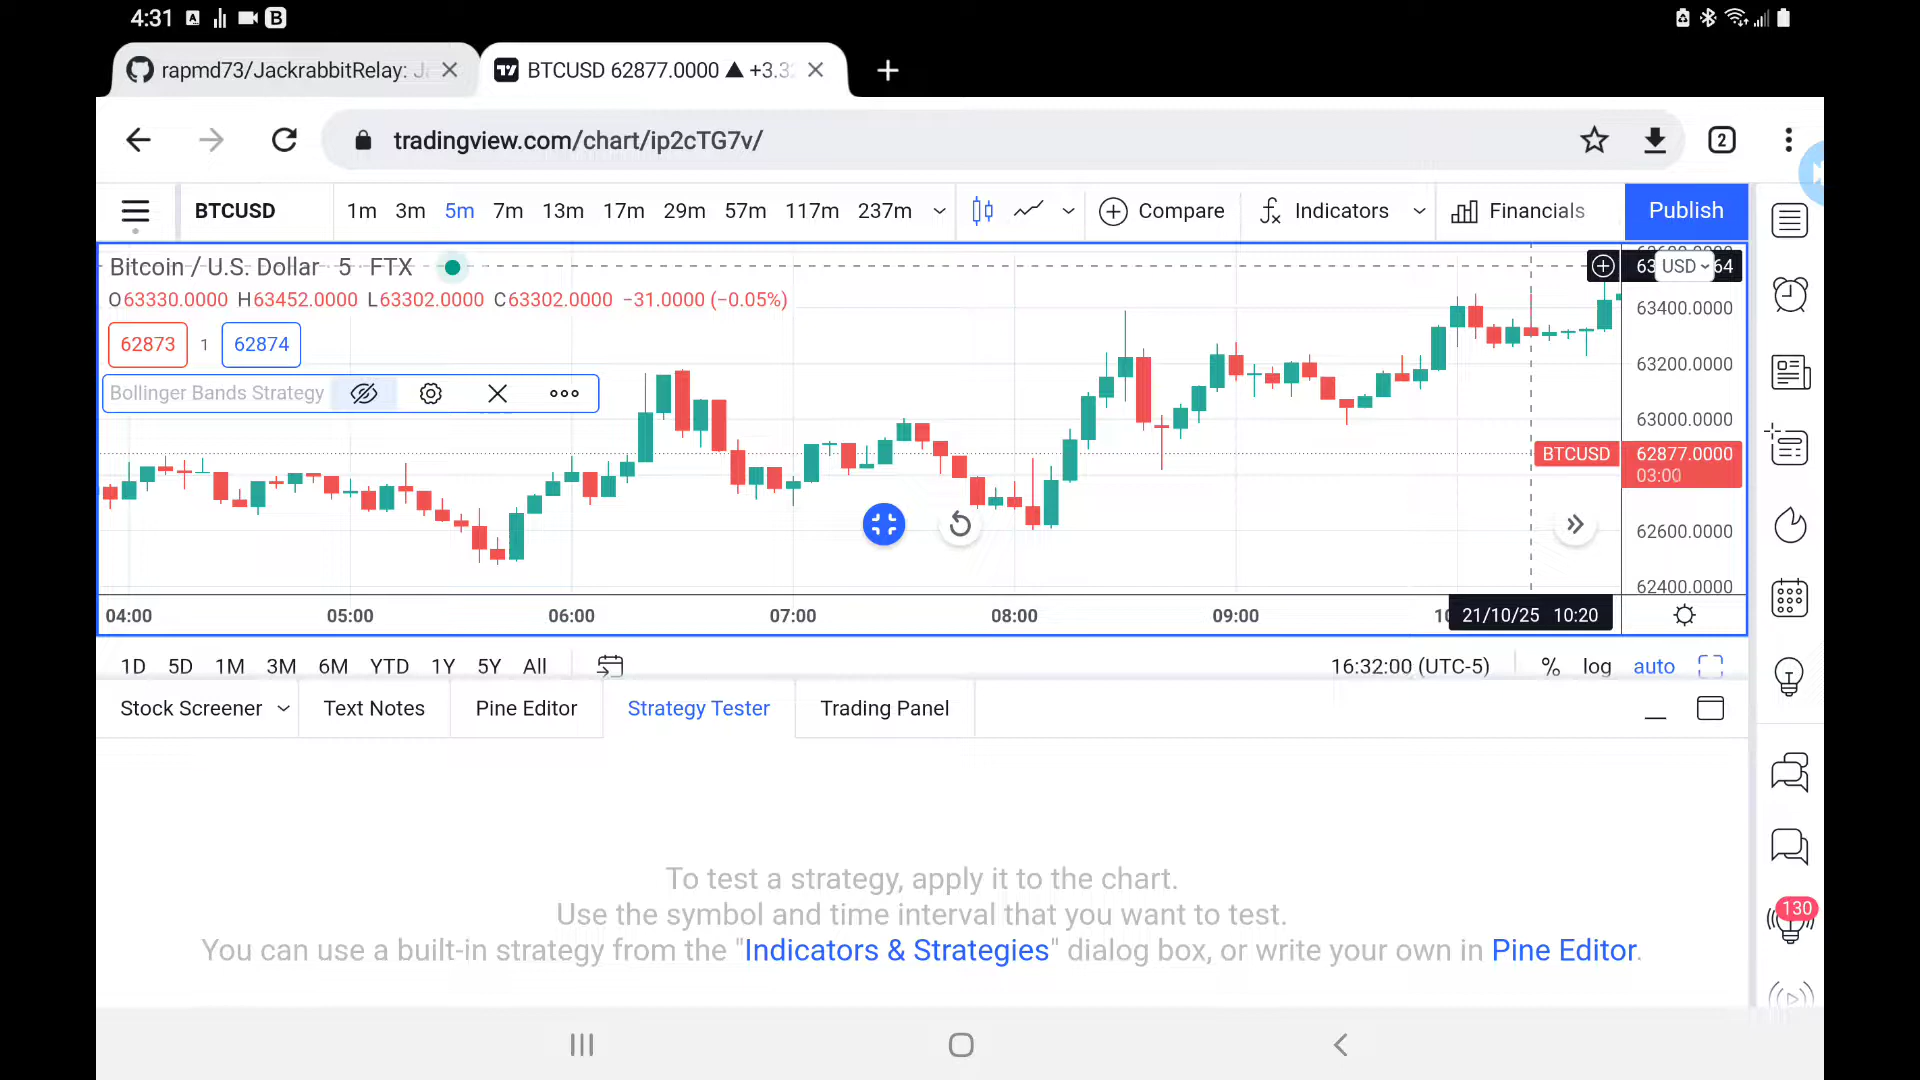 4:31
rapmd73/JackrabbitRelay: J
BTCUSD 62877.0000 ▲ +3.3
tradingview.com/chart/ip2cTG7v/
2
BTCUSD 1m 3m 5m 7m 13m 17m 29m 57m 117m 237m Compare Indicators Financials Publish
Bitcoin / U.S. Dollar · 5 · FTX
63 USD 64
O63330.0000 H63452.0000 L63302.0000 C63302.0000 −31.0000 (−0.05%)
63400.0000
62873 1 62874
63200.0000
Bollinger Bands Strategy
63000.0000
BTCUSD 62877.0000
03:00
62600.0000
62400.0000
04:00 05:00 06:00 07:00 08:00 09:00 21/10/25 10:20
1D 5D 1M 3M 6M YTD 1Y 5Y All 16:32:00 (UTC-5) % log auto
Stock Screener Text Notes Pine Editor Strategy Tester Trading Panel
To test a strategy, apply it to the chart.
Use the symbol and time interval that you want to test.
You can use a built-in strategy from the "Indicators & Strategies" dialog box, or write your own in Pine Editor.
130